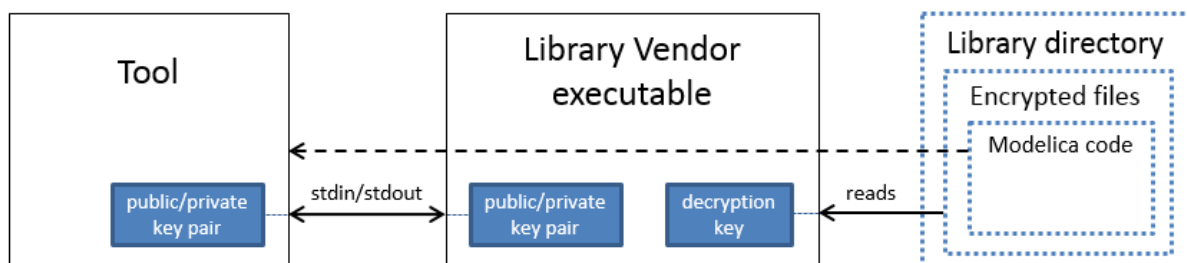 Tool
Library Vendor
executable
Library directory
Encrypted files
Modelica code
public/private
key pair
stdin/stdout
public/private
key pair
decryption
key
reads